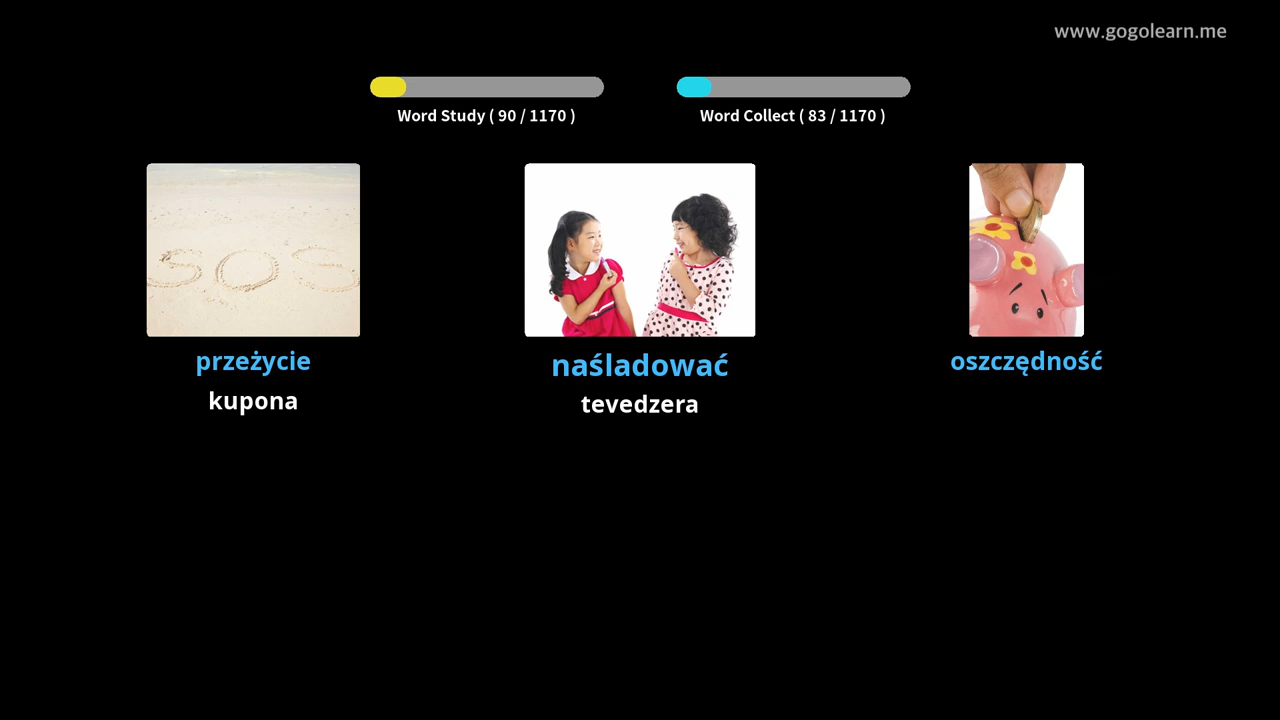 www.gogolearn.me
Word Study ( 90 / 1170 )
Word Collect ( 83 / 1170 )
SOS
przeżycie
kupona
naśladować
tevedzera
oszczędność